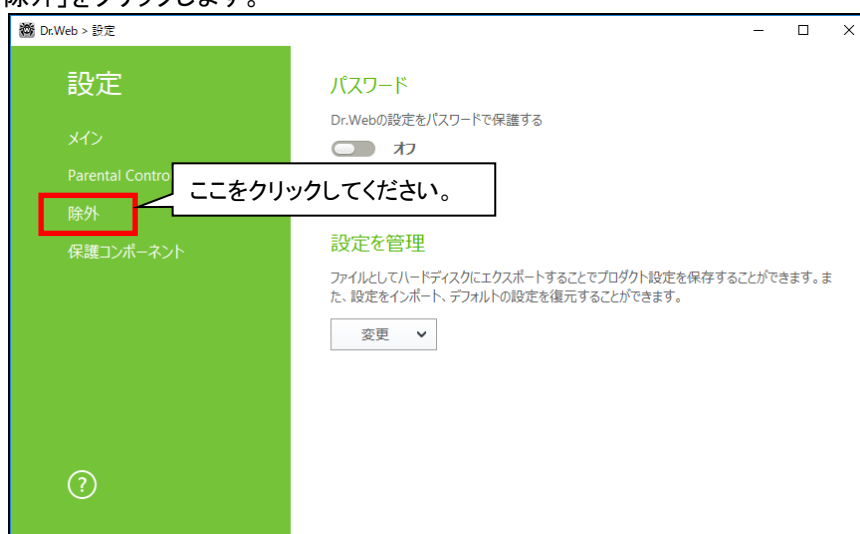 除外」をクリックします。
Dr.Web > 設定
設定
メイン
Parental Contro
除外
保護コンポーネント
ここをクリックしてください。
パスワード
Dr.Webの設定をパスワードで保護する
オフ
設定を管理
ファイルとしてハードディスクにエクスポートすることでプロダクト設定を保存することができます。ま
た、設定をインポート、デフォルトの設定を復元することができます。
変更
?